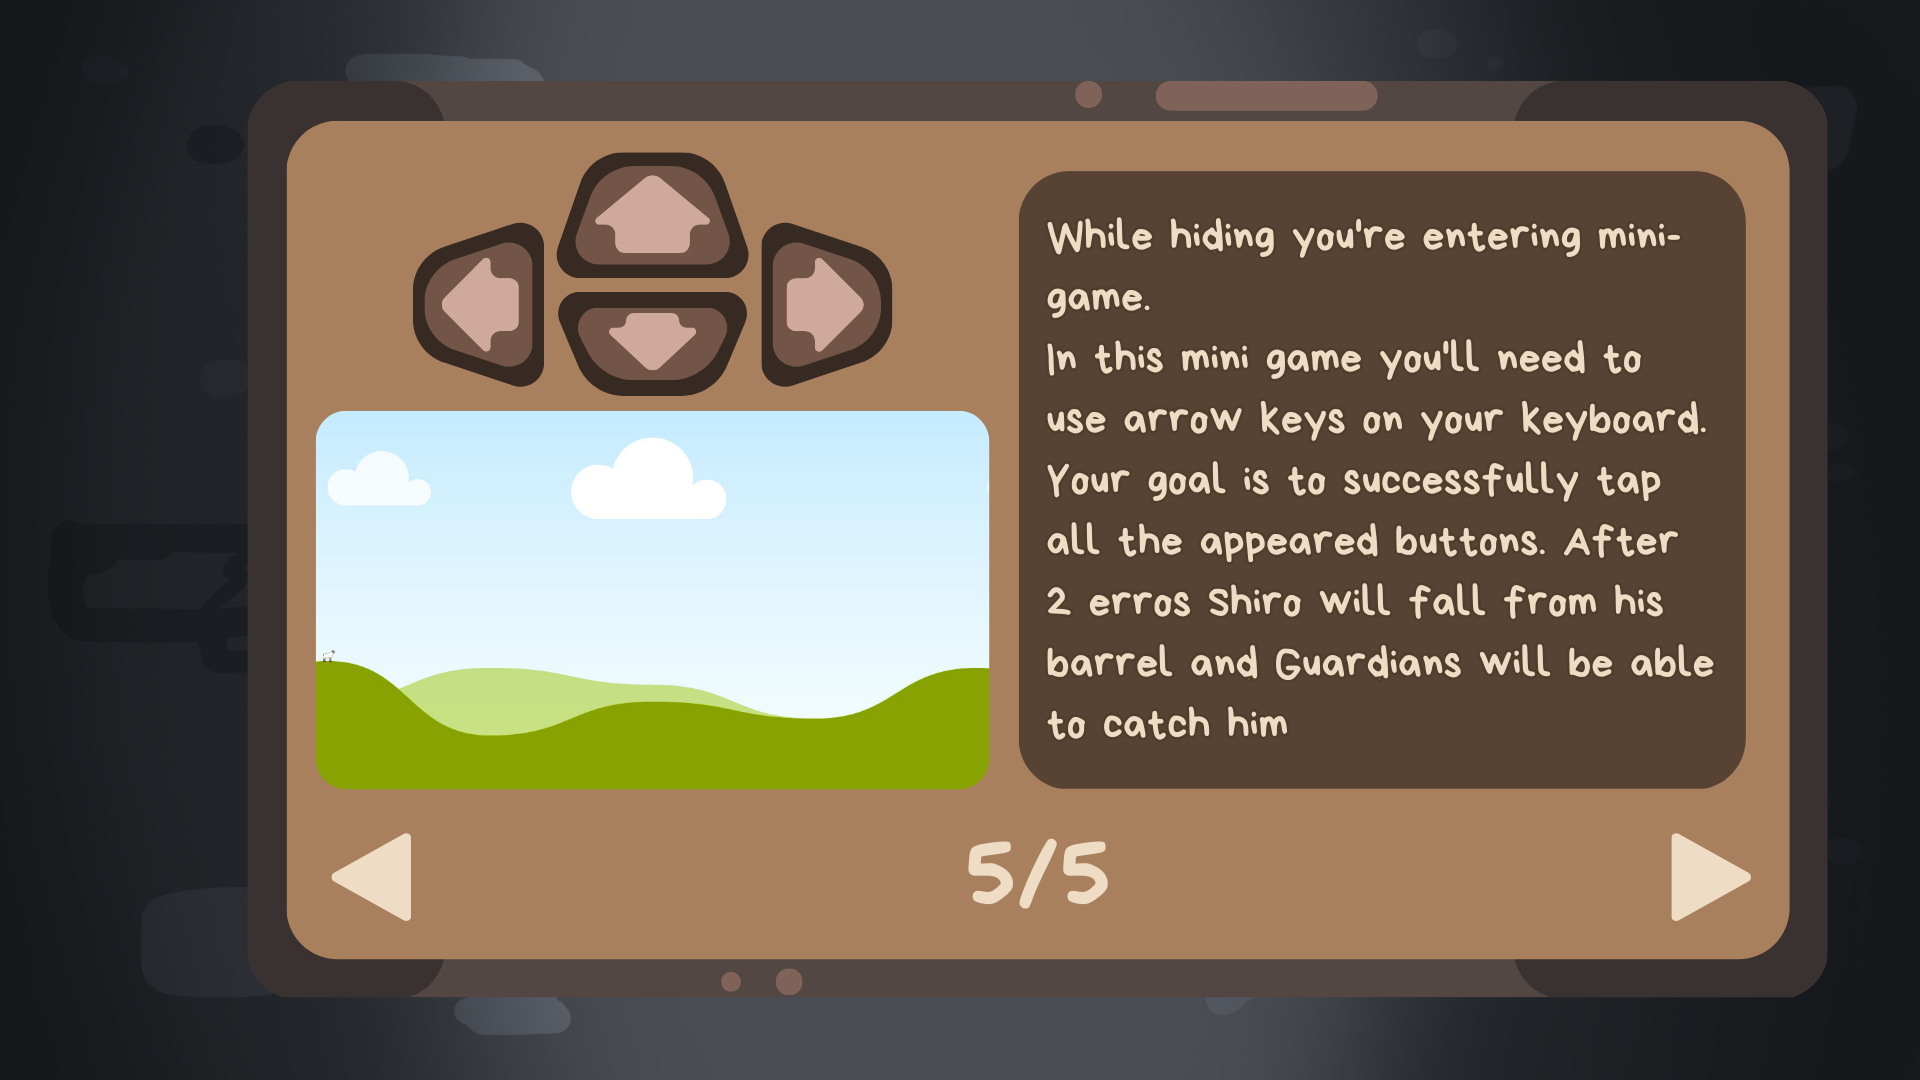 While hiding you're entering mini-
game.
In this mini game you'll need to
use arrow keys on your keyboard.
Your goal is to successfully tap
all the appeared buttons. After
2 erros Shiro will fall from his
barrel and Guardians will be able
to catch him
5/5